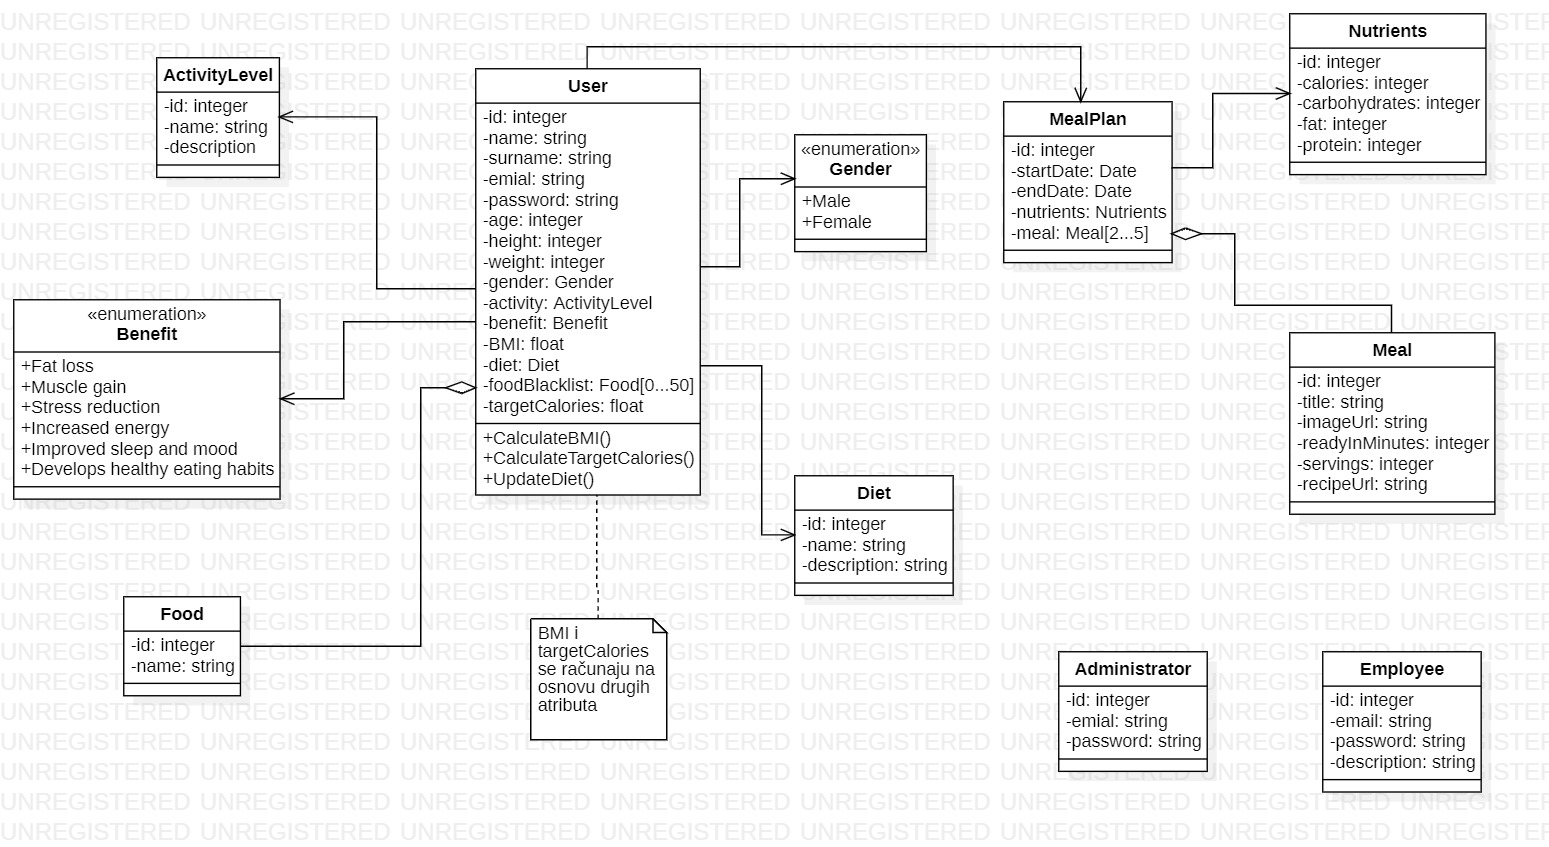 ActivityLevel
-id: integer
-name: string
-description
«enumeration»
Benefit
+Fat loss
+Muscle gain
+Stress reduction
+Increased energy
+Improved sleep and mood
+Develops healthy eating habits
Food
-id: integer
-name: string
User
-id: integer
-name: string
-surname: string
-emial: string
-password: string
-age: integer
-height: integer
-weight: integer
-gender: Gender
-activity: ActivityLevel
-benefit: Benefit
-BMI: float
-diet: Diet
-foodBlacklist: Food[0...50]
-targetCalories: float
+CalculateBMI()
+CalculateTargetCalories()
+UpdateDiet()
BMI i
targetCalories
se računaju na
osnovu drugih
atributa
«enumeration»
Gender
+Male
+Female
Diet
-id: integer
-name: string
-description: string
MealPlan
-id: integer
-startDate: Date
-endDate: Date
-nutrients: Nutrients
-meal: Meal[2...5]
Nutrients
-id: integer
-calories: integer
-carbohydrates: integer
-fat: integer
-protein: integer
Meal
-id: integer
-title: string
-imageUrl: string
-readyInMinutes: integer
-servings: integer
-recipeUrl: string
Administrator
-id: integer
-emial: string
-password: string
Employee
-id: integer
-email: string
-password: string
-description: string
UNREGISTERED